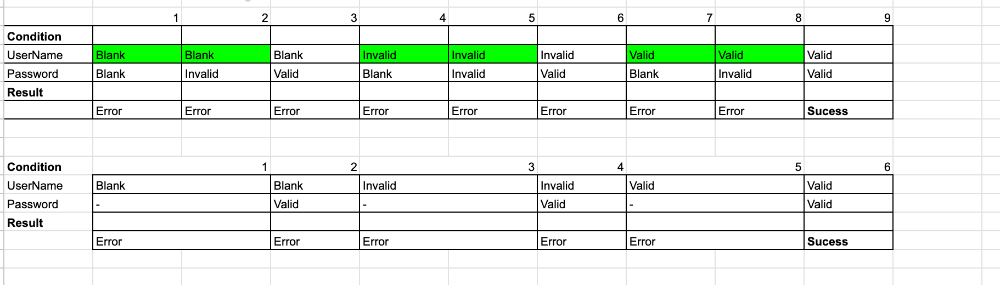 1 2 3 4 5 6 7 8 9
Condition
UserName Blank Blank Blank Invalid Invalid Invalid Valid Valid Valid
Password Blank Invalid Valid Blank Invalid Valid Blank Invalid Valid
Result
Error Error Error Error Error Error Error Error Sucess
Condition 1 2 3 4 5 6
UserName Blank Blank Invalid Invalid Valid Valid
Password - Valid - Valid - Valid
Result
Error Error Error Error Error Sucess